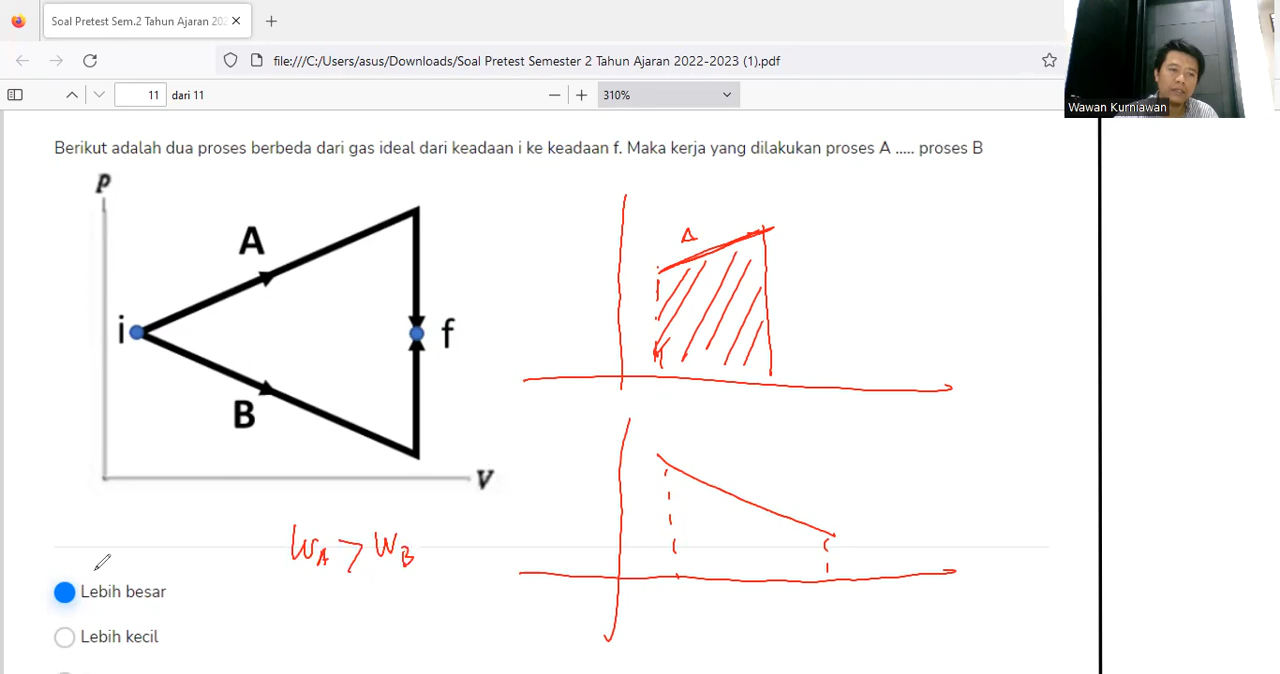 Soal Pretest Sem.2 Tahun Ajaran 202
file:///C:/Users/asus/Downloads/Soal Pretest Semester 2 Tahun Ajaran 2022-2023 (1).pdf
11 dari 11
310%
Wawan Kurniawan
Berikut adalah dua proses berbeda dari gas ideal dari keadaan i ke keadaan f. Maka kerja yang dilakukan proses A ..... proses B
P
A
A
i
f
B
V
WA > WB
Lebih besar
Lebih kecil